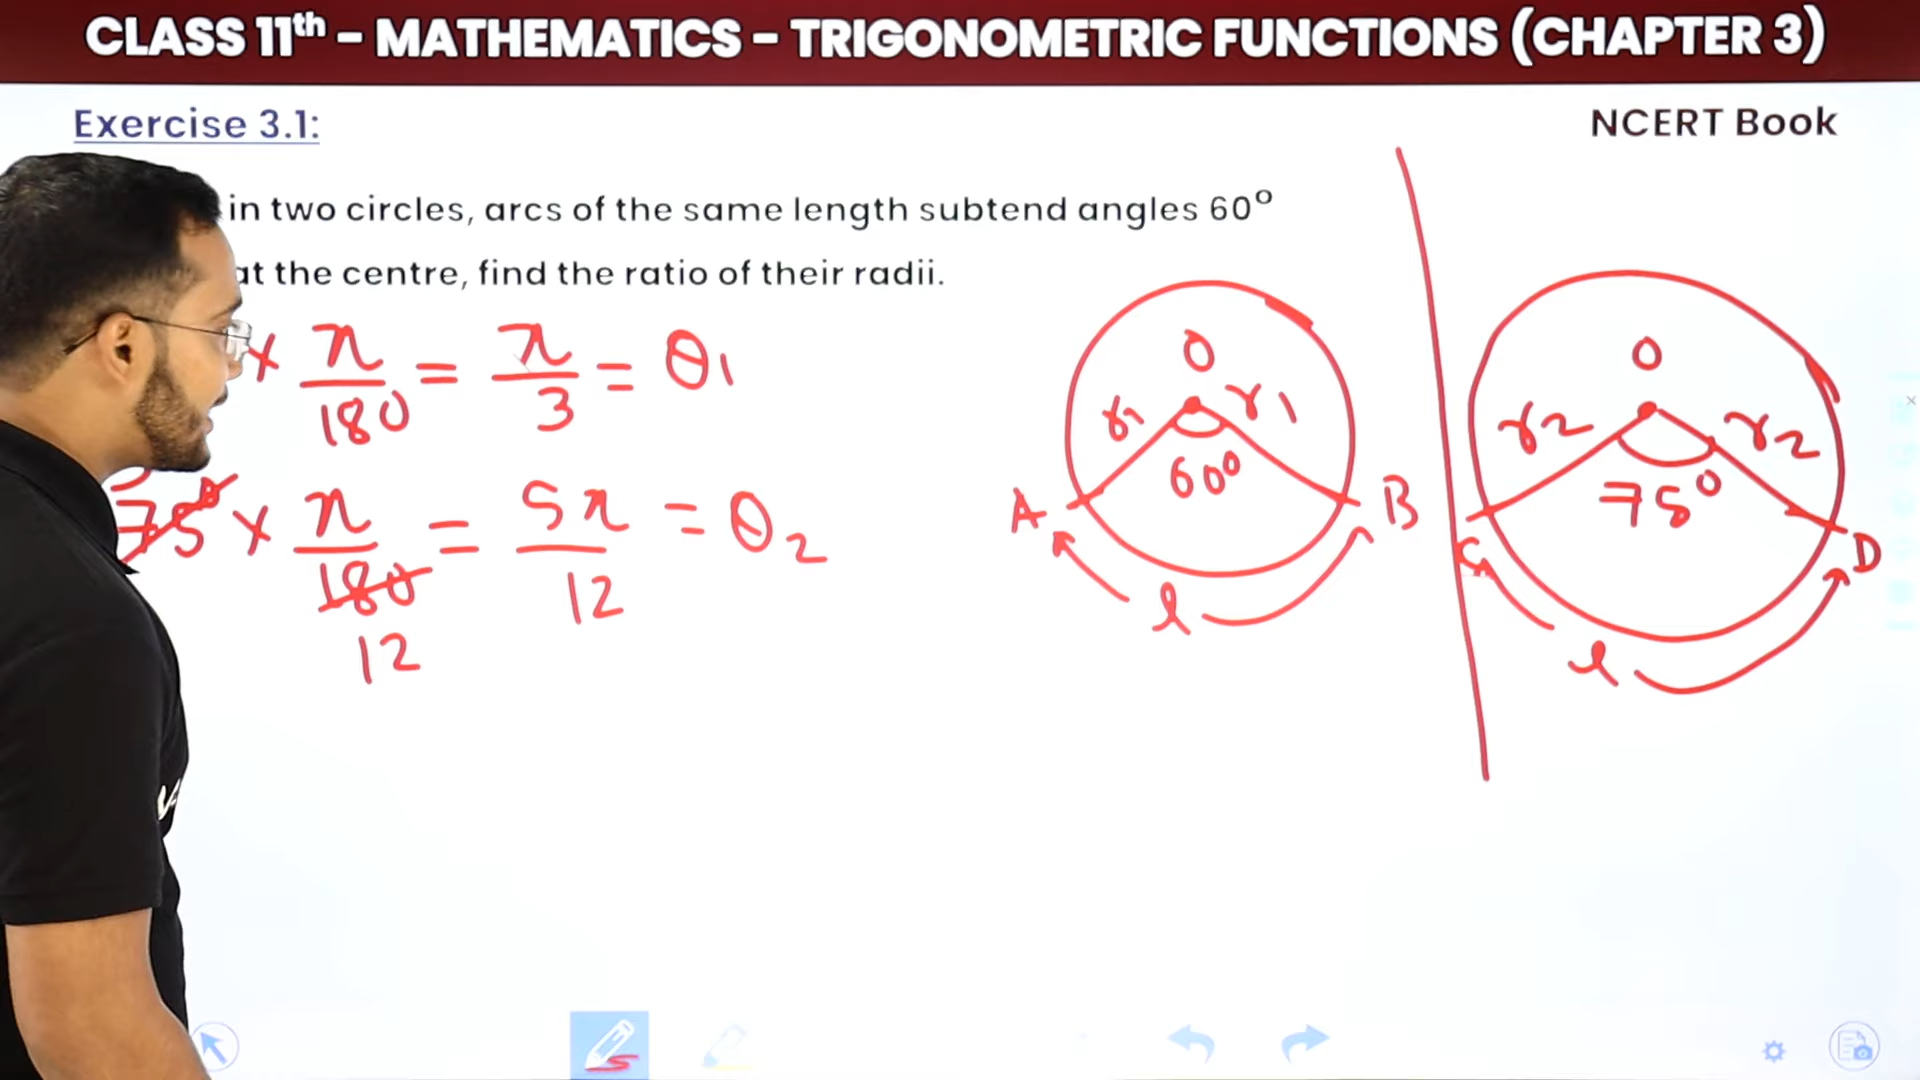 CLASS 11th - MATHEMATICS - TRIGONOMETRIC FUNCTIONS (CHAPTER 3)
Exercise 3.1:
NCERT Book
in two circles, arcs of the same length subtend angles 60°
at the centre, find the ratio of their radii.
× π/180 = π/3 = θ1
5
75° × π/180 = 5π/12 = θ2
12
O
r1 r1
60°
A B
l
O
r2 r2
75°
C D
l